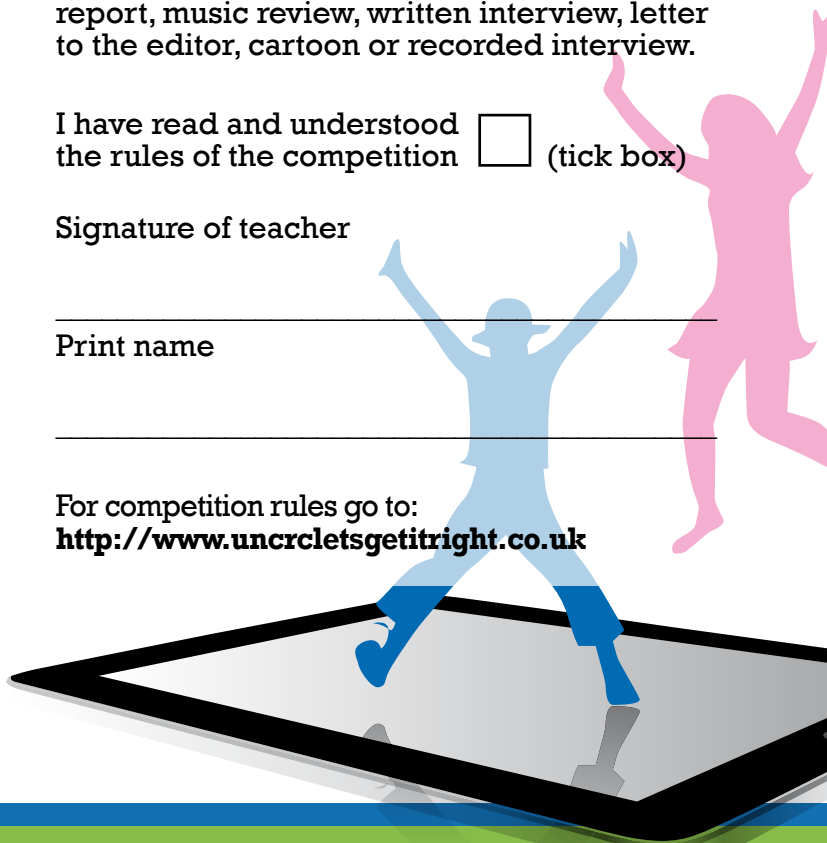 report, music review, written interview, letter
to the editor, cartoon or recorded interview.
I have read and understood
the rules of the competition (tick box)
Signature of teacher
Print name
For competition rules go to:
http://www.uncrcletsgetitright.co.uk